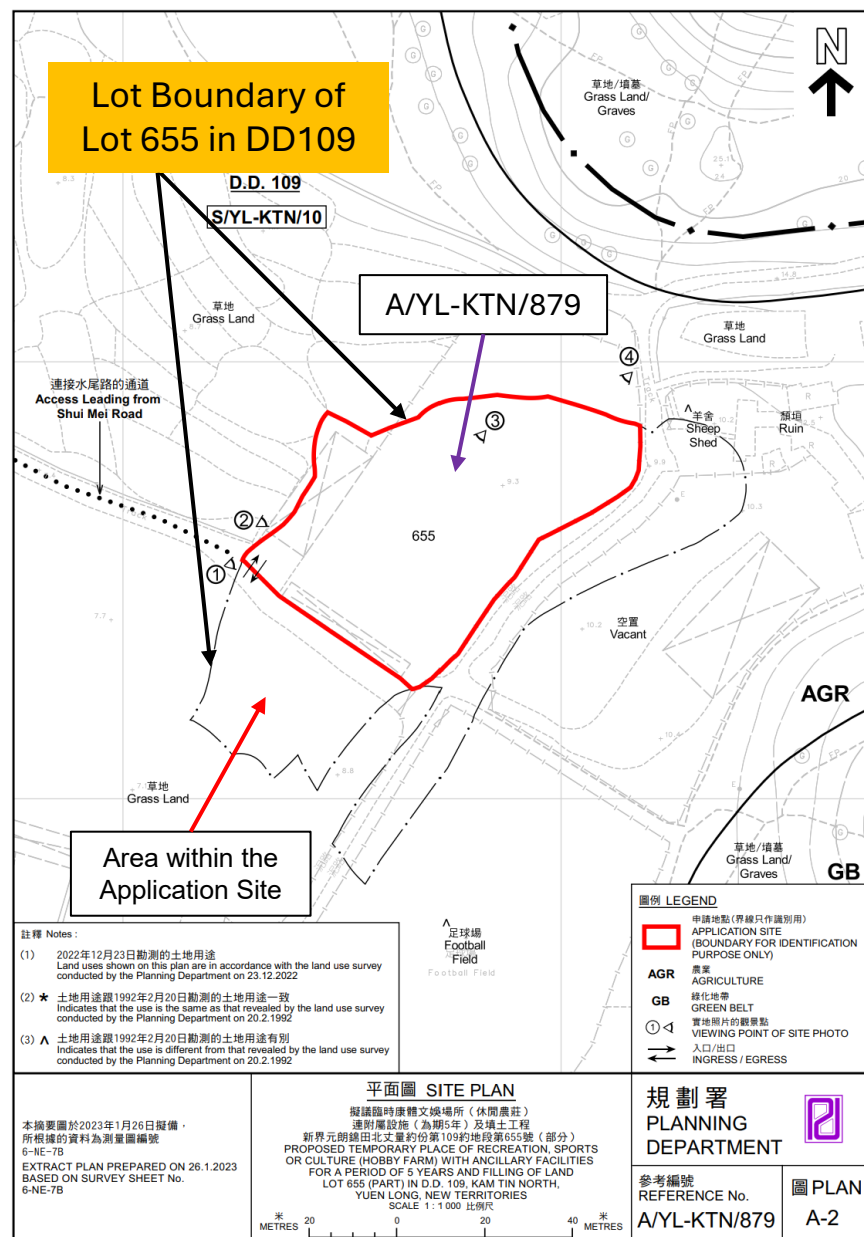 Lot Boundary of
Lot 655 in DD109
N
草地/墳墓
Grass Land/
Graves
D.D. 109
S/YL-KTN/10
A/YL-KTN/879
草地
Grass Land
草地
Grass Land
連接水尾路的通道
Access Leading from
Shui Mei Road
④
③
②
①
羊舍
Sheep
Shed
頹垣
Ruin
655
空置
Vacant
AGR
草地
Grass Land
Area within the
Application Site
草地/墳墓
Grass Land/
Graves
GB
足球場
Football
Field
Football Field
圖例 LEGEND
申請地點(界線只作識別用)
APPLICATION SITE
(BOUNDARY FOR IDENTIFICATION
PURPOSE ONLY)
AGR 農業
AGRICULTURE
GB 綠化地帶
GREEN BELT
① 實地照片的觀景點
VIEWING POINT OF SITE PHOTO
入口/出口
INGRESS / EGRESS
註釋 Notes :
(1) 2022年12月23日勘測的土地用途
Land uses shown on this plan are in accordance with the land use survey
conducted by the Planning Department on 23.12.2022
(2) * 土地用途跟1992年2月20日勘測的土地用途一致
Indicates that the use is the same as that revealed by the land use survey
conducted by the Planning Department on 20.2.1992
(3) ^ 土地用途跟1992年2月20日勘測的土地用途有別
Indicates that the use is different from that revealed by the land use survey
conducted by the Planning Department on 20.2.1992
本摘要圖於2023年1月26日擬備，
所根據的資料為測量圖編號
6-NE-7B
EXTRACT PLAN PREPARED ON 26.1.2023
BASED ON SURVEY SHEET No.
6-NE-7B
平面圖 SITE PLAN
擬議臨時康體文娛場所（休閒農莊）
連附屬設施（為期5年）及填土工程
新界元朗錦田北丈量約份第109約地段第655號（部分）
PROPOSED TEMPORARY PLACE OF RECREATION, SPORTS
OR CULTURE (HOBBY FARM) WITH ANCILLARY FACILITIES
FOR A PERIOD OF 5 YEARS AND FILLING OF LAND
LOT 655 (PART) IN D.D. 109, KAM TIN NORTH,
YUEN LONG, NEW TERRITORIES
SCALE 1 : 1 000 比例尺
米 METRES 20 0 20 40 米 METRES
規劃署
PLANNING
DEPARTMENT
參考編號
REFERENCE No.
A/YL-KTN/879
圖 PLAN
A-2